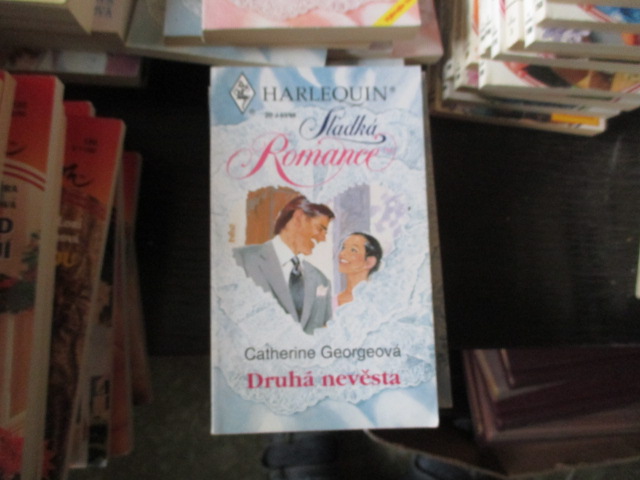 HARLEQUIN®
Sladká
Romance
Catherine Georgeová
Druhá nevěsta